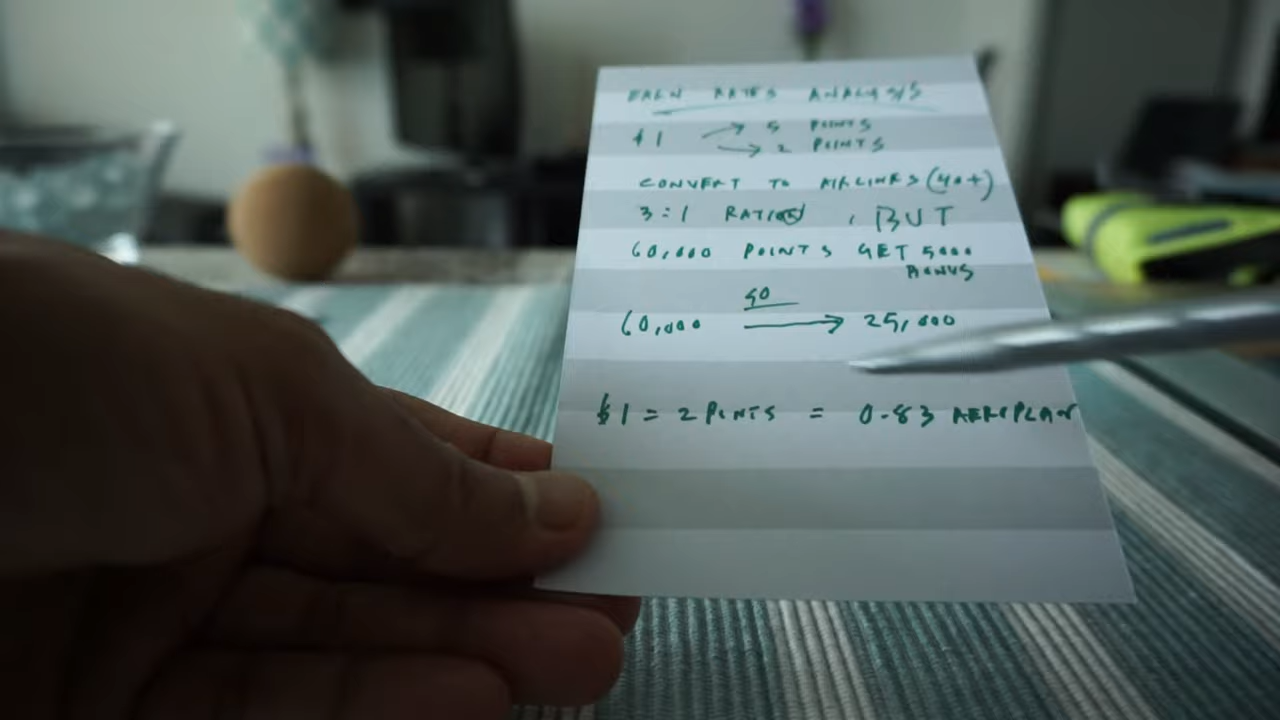 EARN RATES ANALYSIS
$1 → 5 POINTS
→ 2 POINTS
CONVERT TO AIRLINES (40+)
3:1 RATIO(S), BUT
60,000 POINTS GET 5000
BONUS
60,000 → 25,000
$1 = 2 POINTS = 0.83 AEROPLAN